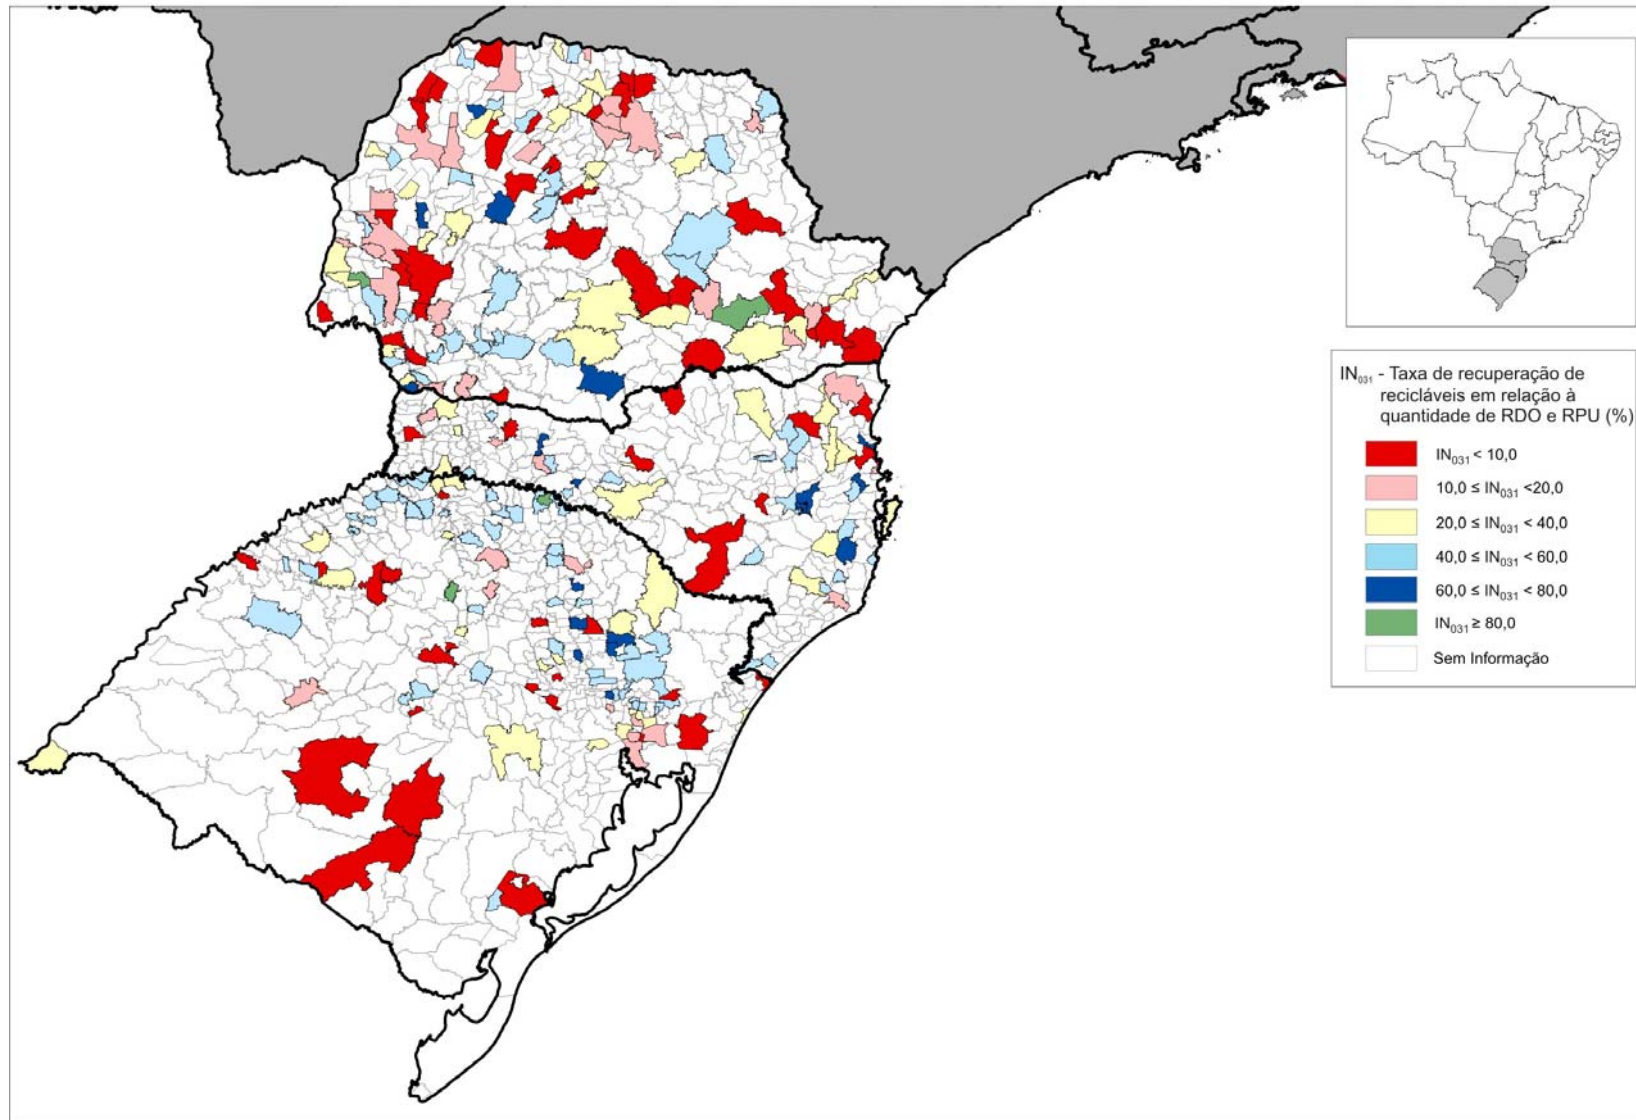 IN₀₃₁ - Taxa de recuperação de
recicláveis em relação à
quantidade de RDO e RPU (%)
IN₀₃₁ < 10,0
10,0 ≤ IN₀₃₁ <20,0
20,0 ≤ IN₀₃₁ < 40,0
40,0 ≤ IN₀₃₁ < 60,0
60,0 ≤ IN₀₃₁ < 80,0
IN₀₃₁ ≥ 80,0
Sem Informação